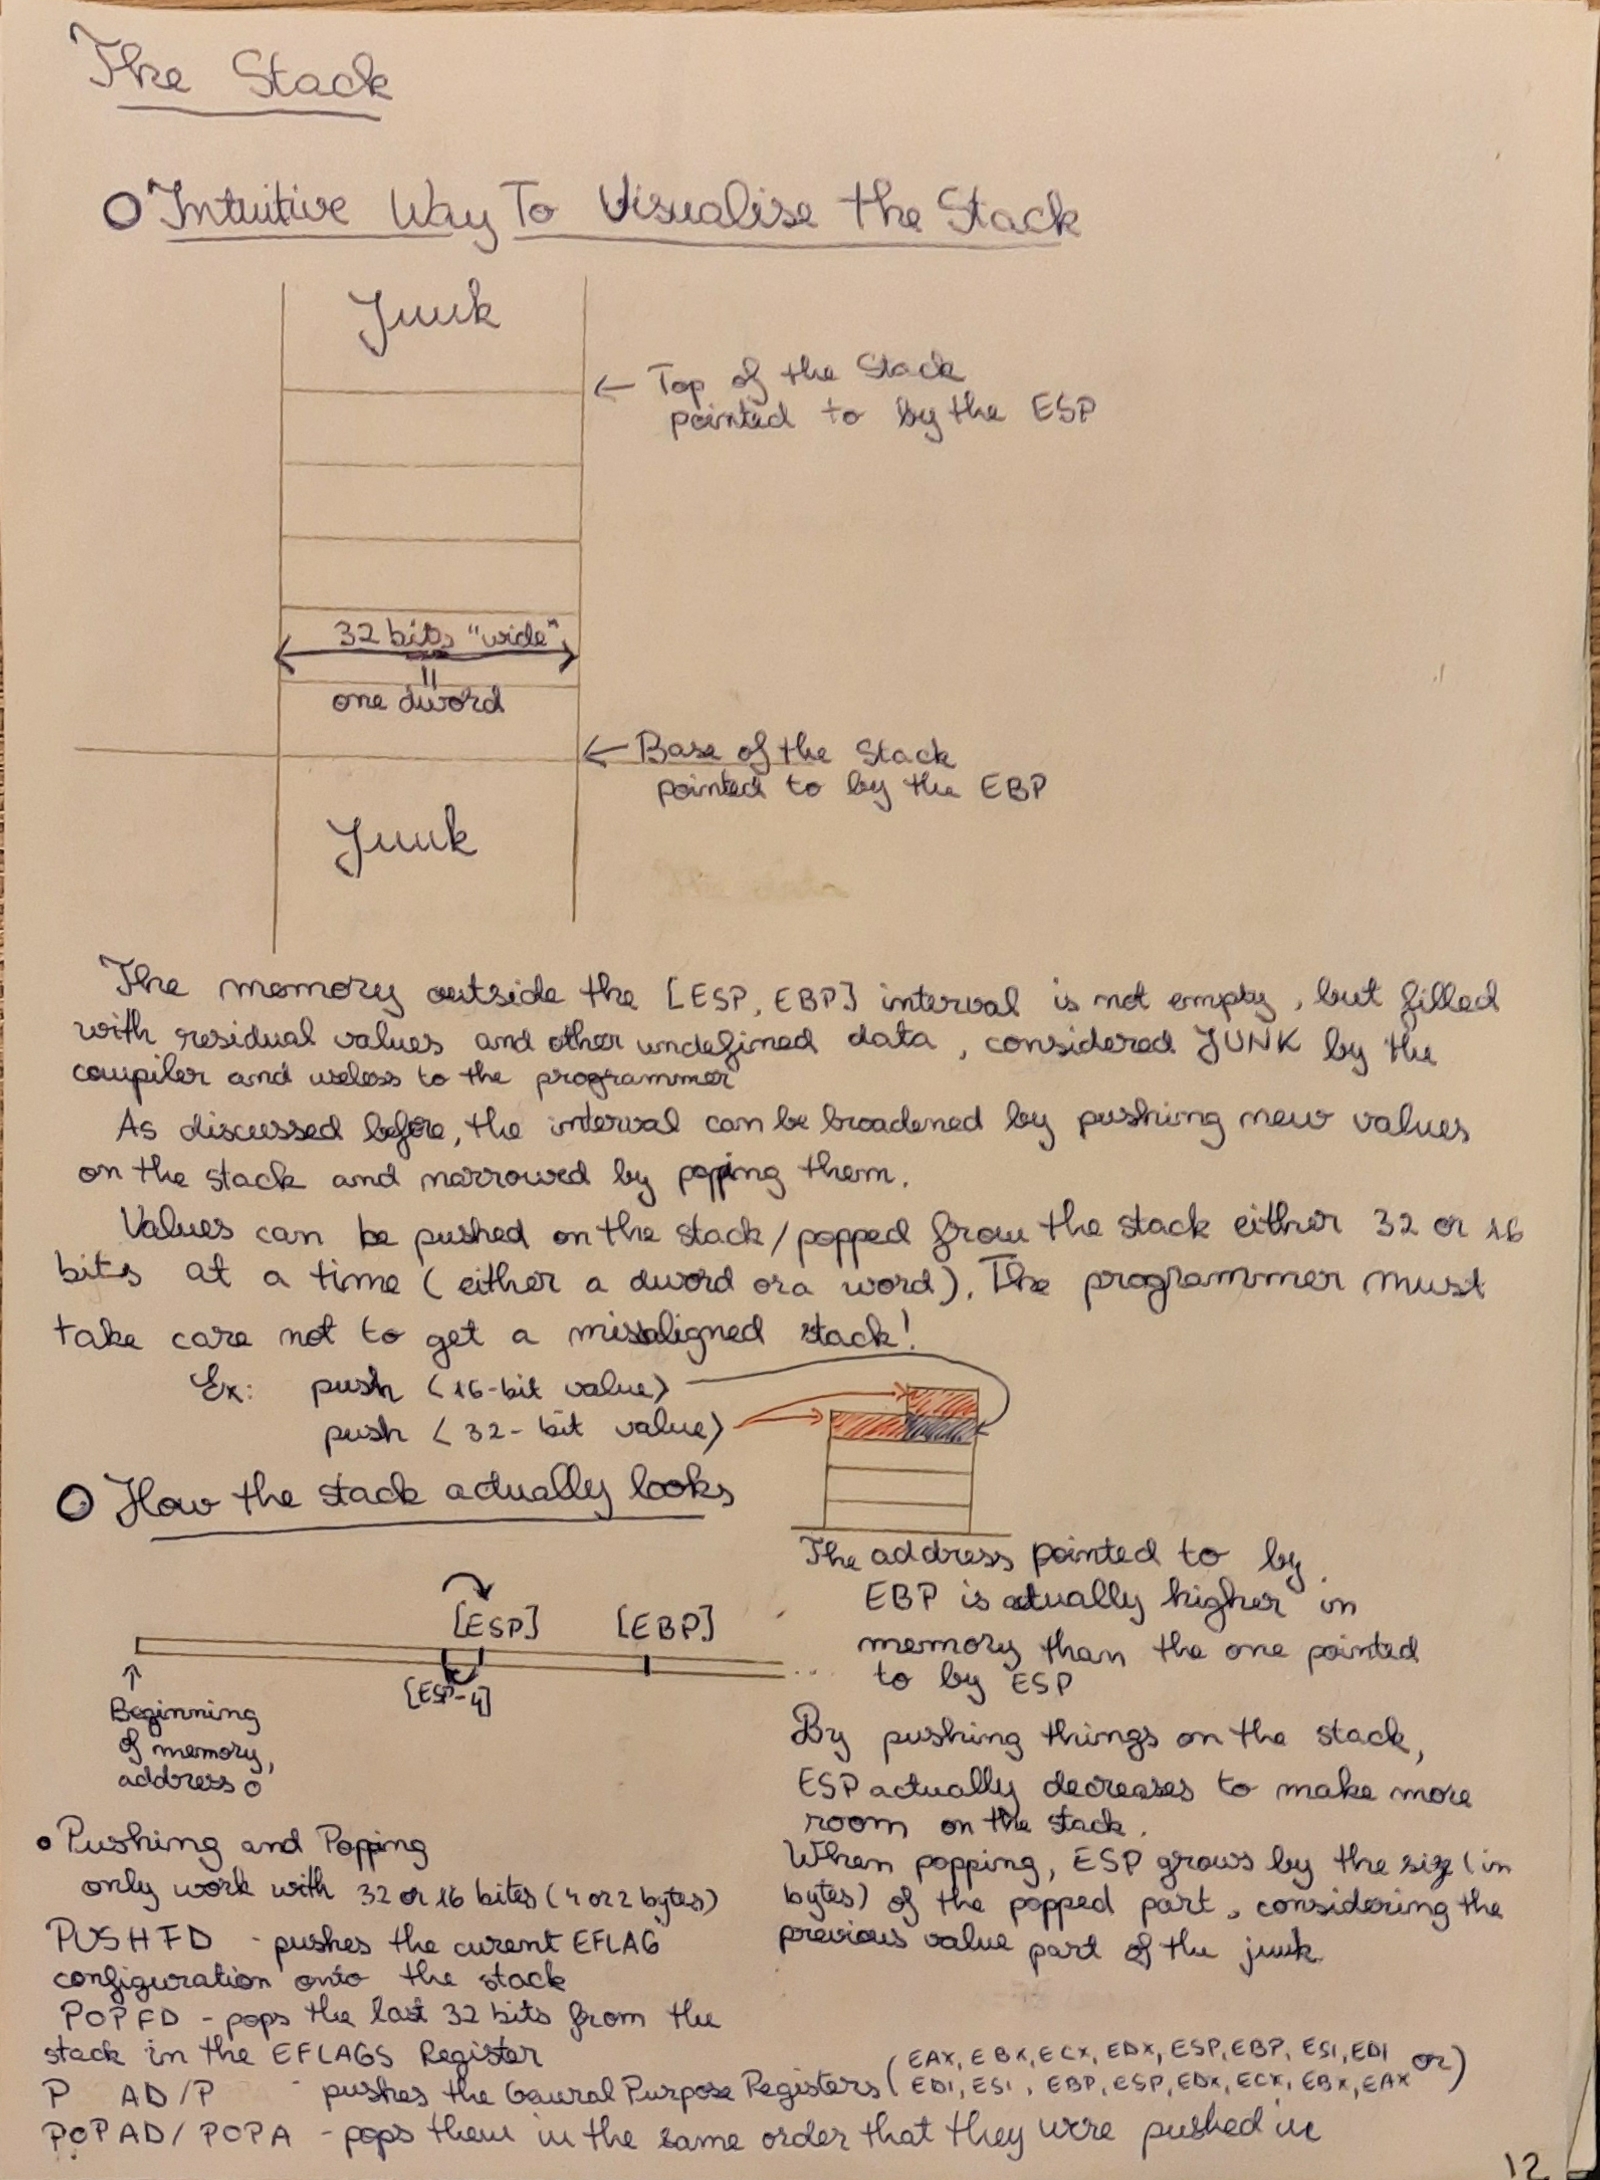 The Stack
Intuitive Way To Visualise the Stack
Junk
← Top of the Stack
pointed to by the ESP
32 bits "wide"
=
one dword
← Base of the Stack
pointed to by the EBP
Junk
The memory outside the [ESP, EBP] interval is not empty, but filled
with residual values and other undefined data, considered JUNK by the
compiler and useless to the programmer
As discussed before, the interval can be broadened by pushing new values
on the stack and narrowed by popping them.
Values can be pushed on the stack/popped from the stack either 32 or 16
bits at a time (either a dword or a word). The programmer must
take care not to get a misaligned stack!
Ex: push <16-bit value>
push <32-bit value>
How the stack actually looks
[ESP] [EBP]
[ESP-4]
...
↑
Beginning
of memory,
address 0
The address pointed to by
EBP is actually higher in
memory than the one pointed
to by ESP
By pushing things on the stack,
ESP actually decreases to make more
room on the stack.
When popping, ESP grows by the size (in
bytes) of the popped part, considering the
previous value part of the junk
• Pushing and Popping
only work with 32 or 16 bites (4 or 2 bytes)
PUSHFD - pushes the curent EFLAG
configuration onto the stack
POPFD - pops the last 32 bits from the
stack in the EFLAGS Register
P AD/P - pushes the General Purpose Registers (EAX, EBX, ECX, EDX, ESP, EBP, ESI, EDI or)
EDI, ESI, EBP, ESP, EDX, ECX, EBX, EAX
POPAD/POPA - pops them in the same order that they were pushed in
12